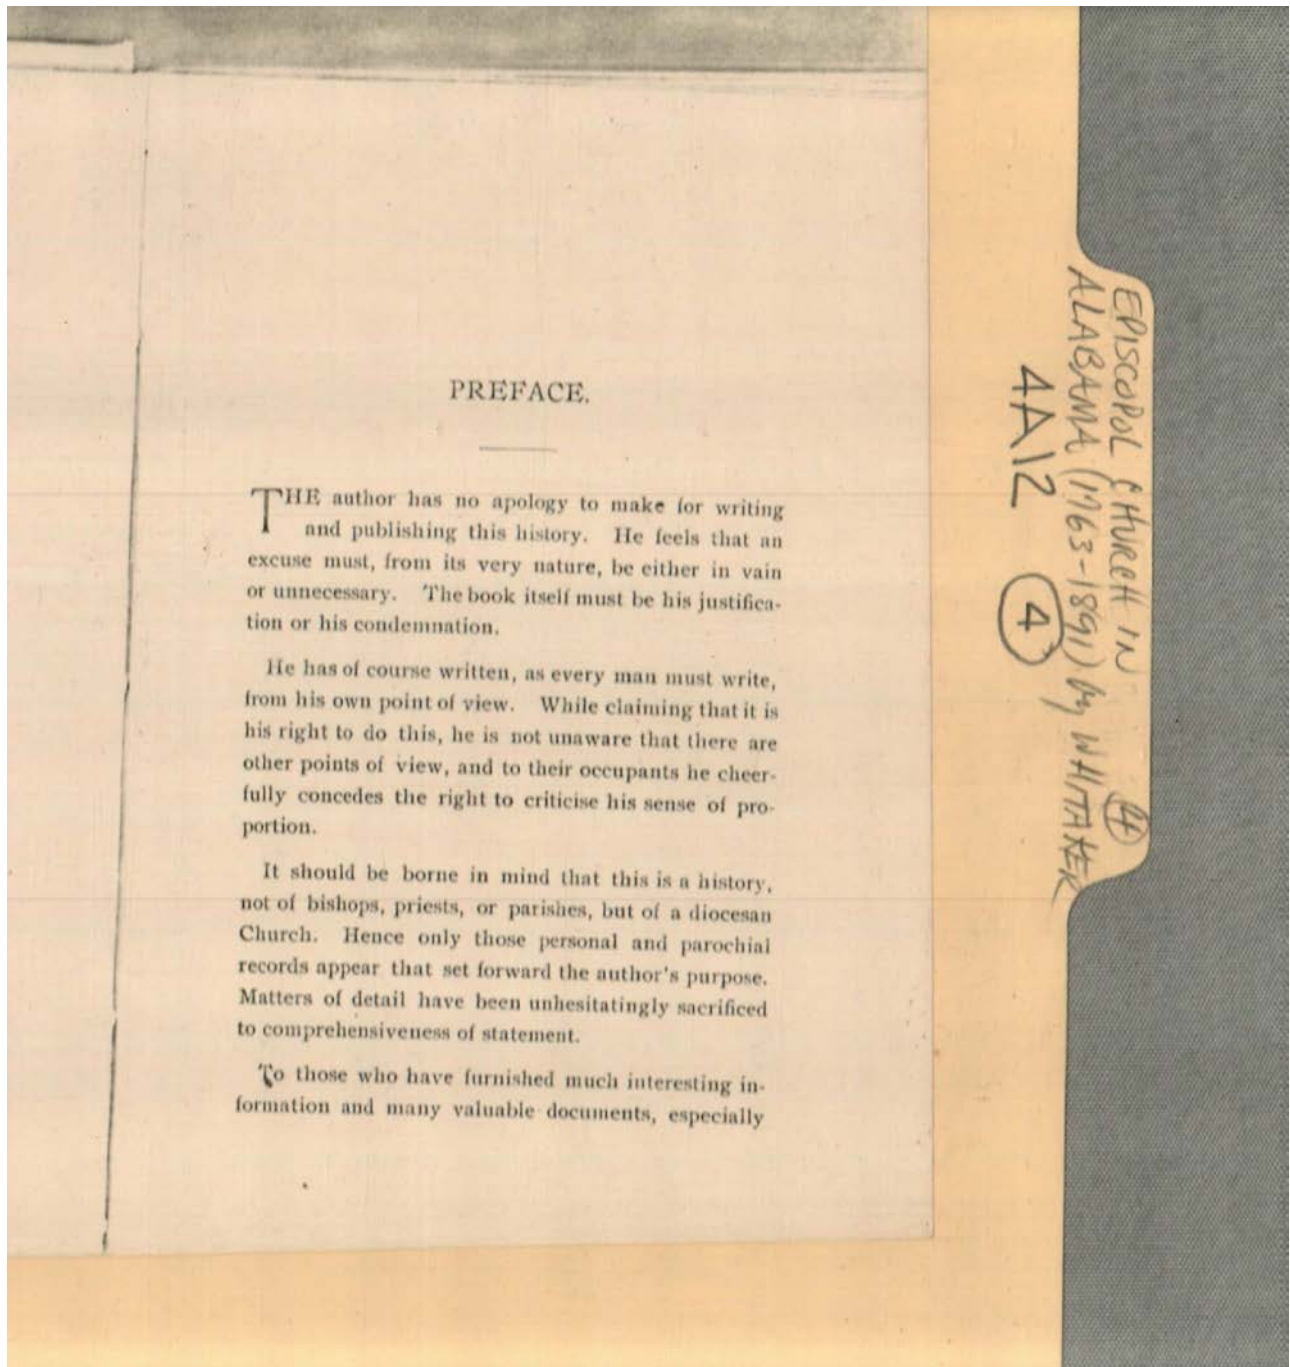 PREFACE.
THE author has no apology to make for writing
and publishing this history. He feels that an
excuse must, from its very nature, be either in vain
or unnecessary. The book itself must be his justifica-
tion or his condemnation.
He has of course written, as every man must write,
from his own point of view. While claiming that it is
his right to do this, he is not unaware that there are
other points of view, and to their occupants he cheer-
fully concedes the right to criticise his sense of pro-
portion.
It should be borne in mind that this is a history,
not of bishops, priests, or parishes, but of a diocesan
Church. Hence only those personal and parochial
records appear that set forward the author's purpose.
Matters of detail have been unhesitatingly sacrificed
to comprehensiveness of statement.
To those who have furnished much interesting in-
formation and many valuable documents, especially
EPISCOPOL CHURCH IN
ALABAMA (1763-1891) by WHITAKER
4A12 4
4